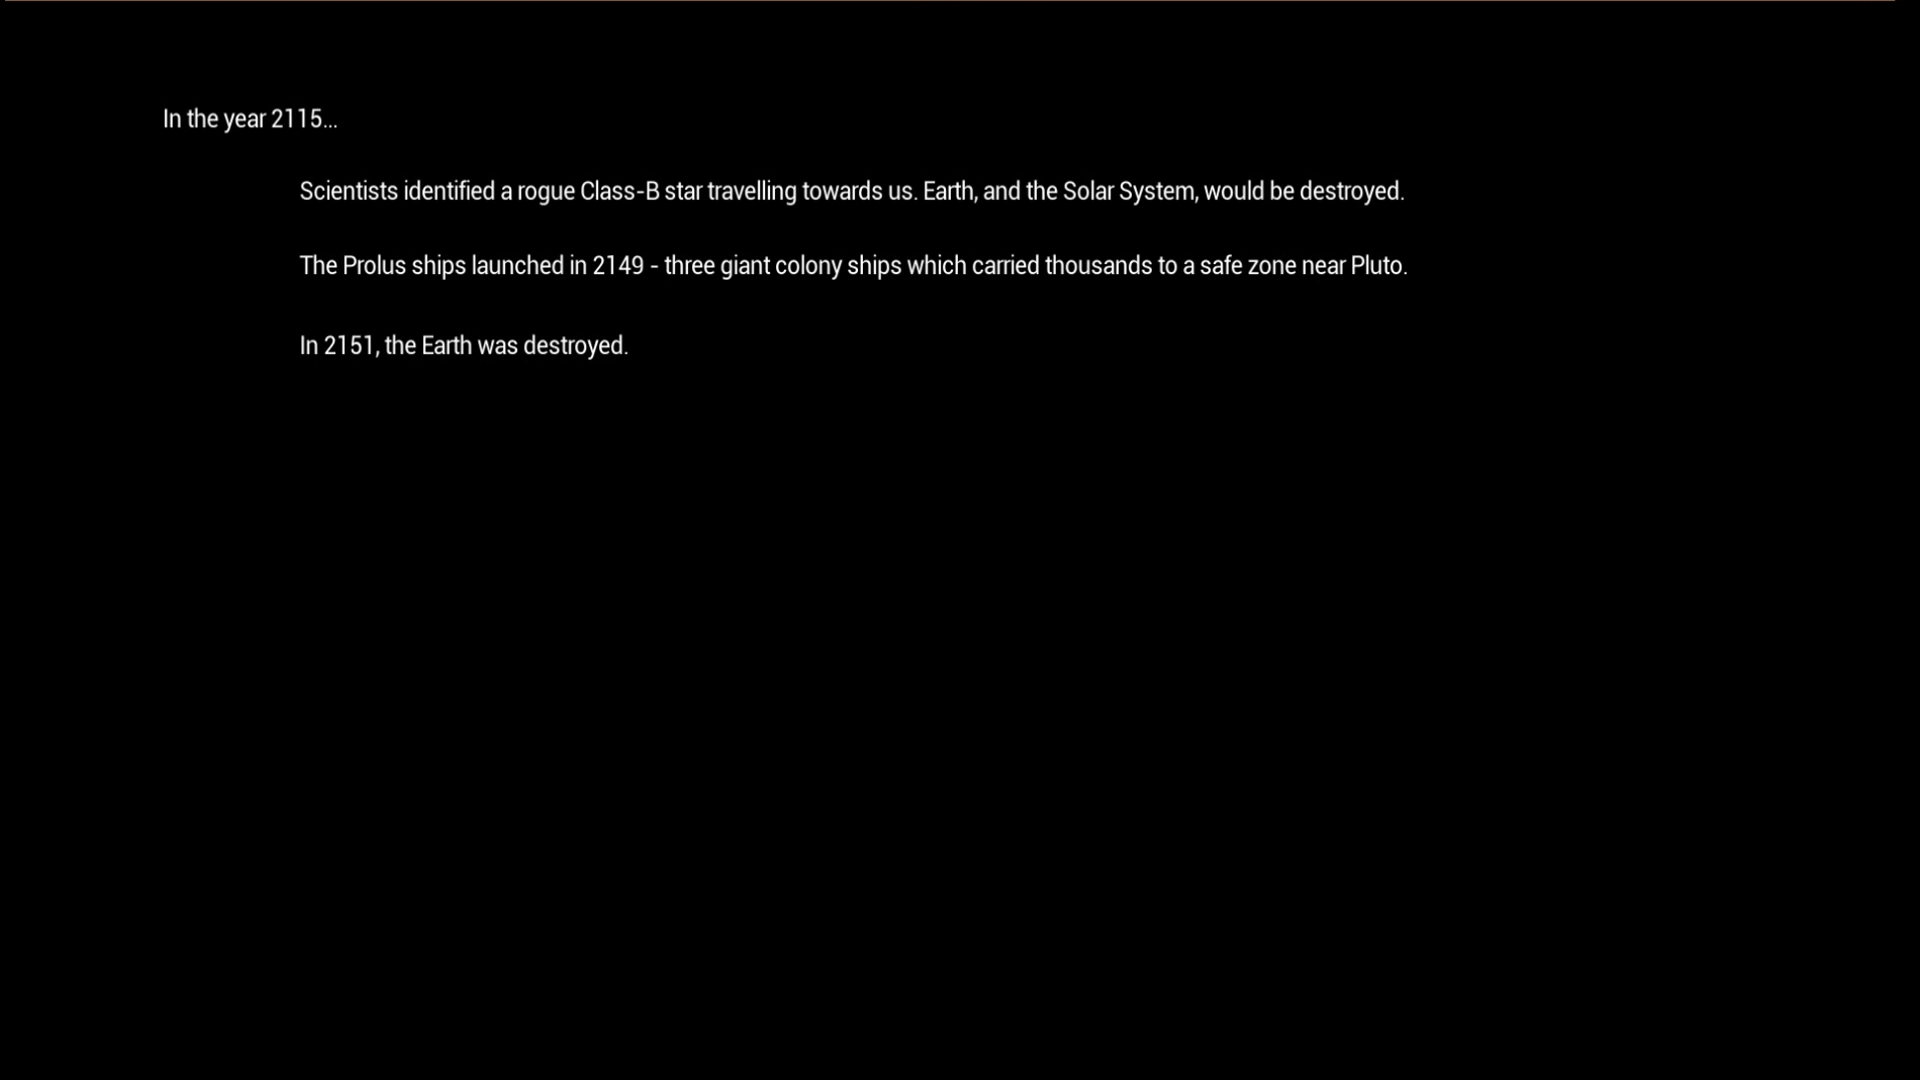 In the year 2115...
Scientists identified a rogue Class-B star travelling towards us. Earth, and the Solar System, would be destroyed.
The Prolus ships launched in 2149 - three giant colony ships which carried thousands to a safe zone near Pluto.
In 2151, the Earth was destroyed.